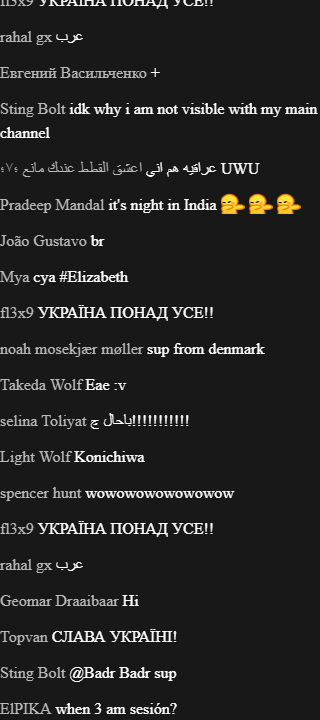 fl3x9 УКРАЇНА ПОНАД УСЕ!!
rahal gx عرب
Евгений Васильченко +
Sting Bolt idk why i am not visible with my main
channel
اعشق القطط عندك مانع ؛٧؛ عراقيه هم اني UWU
Pradeep Mandal it's night in India
João Gustavo br
Mya cya #Elizabeth
fl3x9 УКРАЇНА ПОНАД УСЕ!!
noah mosekjær møller sup from denmark
Takeda Wolf Eae :v
selina Toliyat باحال چ!!!!!!!!!!!
Light Wolf Konichiwa
spencer hunt wowowowowowowow
fl3x9 УКРАЇНА ПОНАД УСЕ!!
rahal gx عرب
Geomar Draaibaar Hi
Topvan СЛАВА УКРАЇНІ!
Sting Bolt @Badr Badr sup
ElPIKA when 3 am sesión?